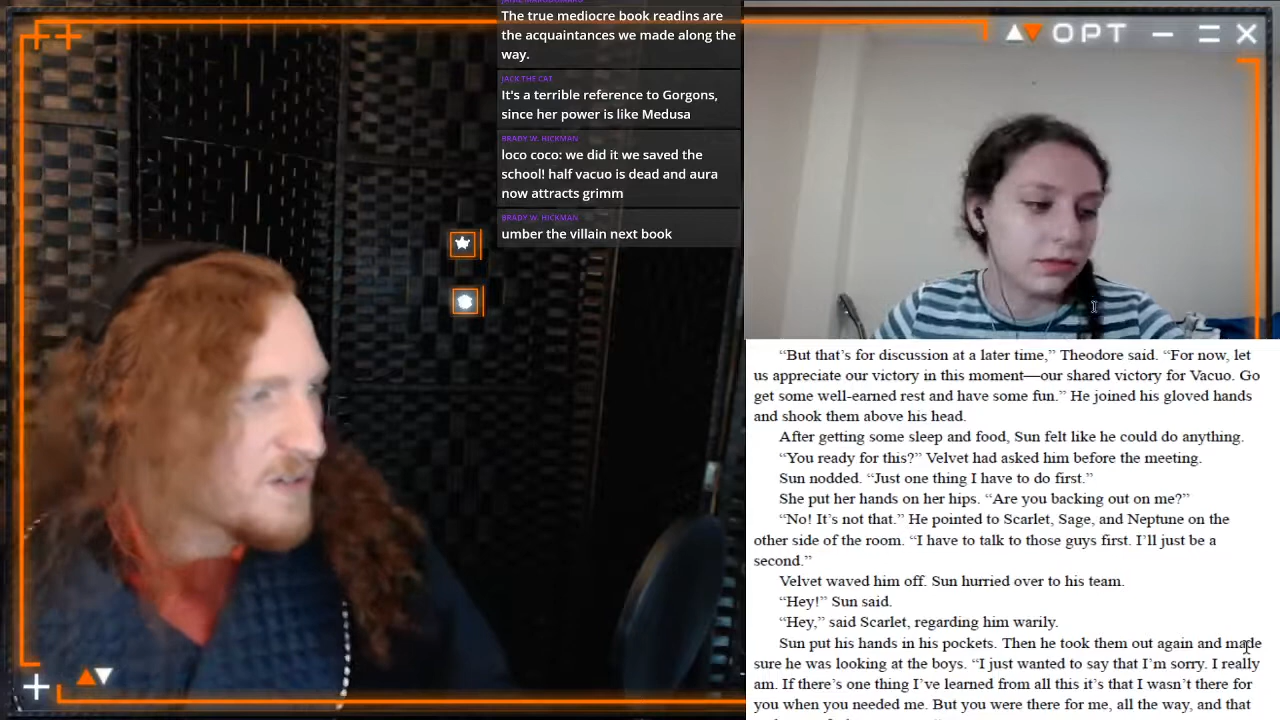 The true mediocre book readins are
the acquaintances we made along the
way.
JACK THE CAT
It's a terrible reference to Gorgons,
since her power is like Medusa
BRADY W. HICKMAN
loco coco: we did it we saved the
school! half vacuo is dead and aura
now attracts grimm
BRADY W. HICKMAN
umber the villain next book
OPT
“But that’s for discussion at a later time,” Theodore said. “For now, let
us appreciate our victory in this moment—our shared victory for Vacuo. Go
get some well-earned rest and have some fun.” He joined his gloved hands
and shook them above his head.
After getting some sleep and food, Sun felt like he could do anything.
“You ready for this?” Velvet had asked him before the meeting.
Sun nodded. “Just one thing I have to do first.”
She put her hands on her hips. “Are you backing out on me?”
“No! It’s not that.” He pointed to Scarlet, Sage, and Neptune on the
other side of the room. “I have to talk to those guys first. I’ll just be a
second.”
Velvet waved him off. Sun hurried over to his team.
“Hey!” Sun said.
“Hey,” said Scarlet, regarding him warily.
Sun put his hands in his pockets. Then he took them out again and made
sure he was looking at the boys. “I just wanted to say that I’m sorry. I really
am. If there’s one thing I’ve learned from all this it’s that I wasn’t there for
you when you needed me. But you were there for me, all the way, and that